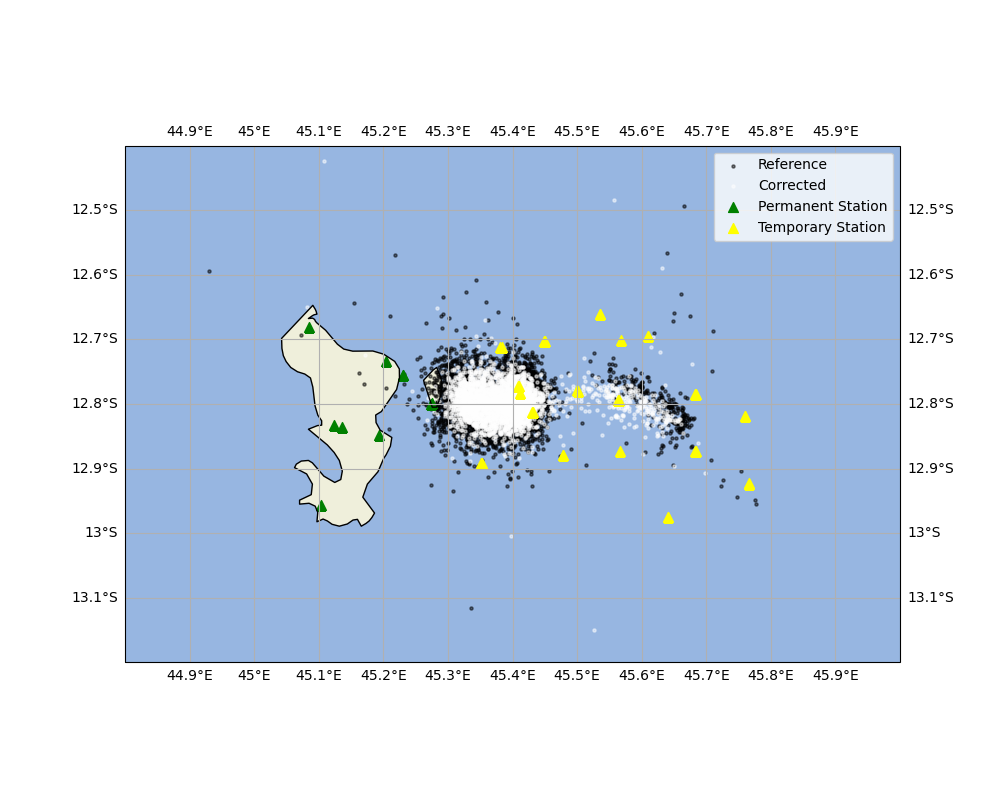 44.9°E 45°E 45.1°E 45.2°E 45.3°E 45.4°E 45.5°E 45.6°E 45.7°E 45.8°E 45.9°E
Reference
Corrected
Permanent Station
Temporary Station
12.5°S 12.5°S
12.6°S 12.6°S
12.7°S 12.7°S
12.8°S 12.8°S
12.9°S 12.9°S
13°S 13°S
13.1°S 13.1°S
44.9°E 45°E 45.1°E 45.2°E 45.3°E 45.4°E 45.5°E 45.6°E 45.7°E 45.8°E 45.9°E